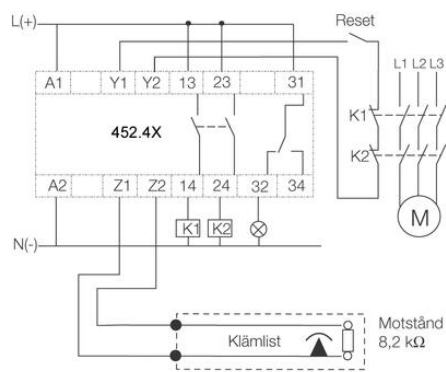 L(+)
Reset
A1 Y1 Y2 13 23 31
L1 L2 L3
452.4X
K1
K2
A2 Z1 Z2 14 24 32 34
K1 K2
M
N(-)
Klämlist
Motstånd
8,2 kΩ